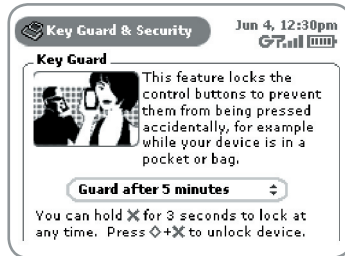 Key Guard & Security
Jun 4, 12:30pm
G
Key Guard
This feature locks the
control buttons to prevent
them from being pressed
accidentally, for example
while your device is in a
pocket or bag.
Guard after 5 minutes
You can hold ✕ for 3 seconds to lock at
any time. Press ◇+✕ to unlock device.